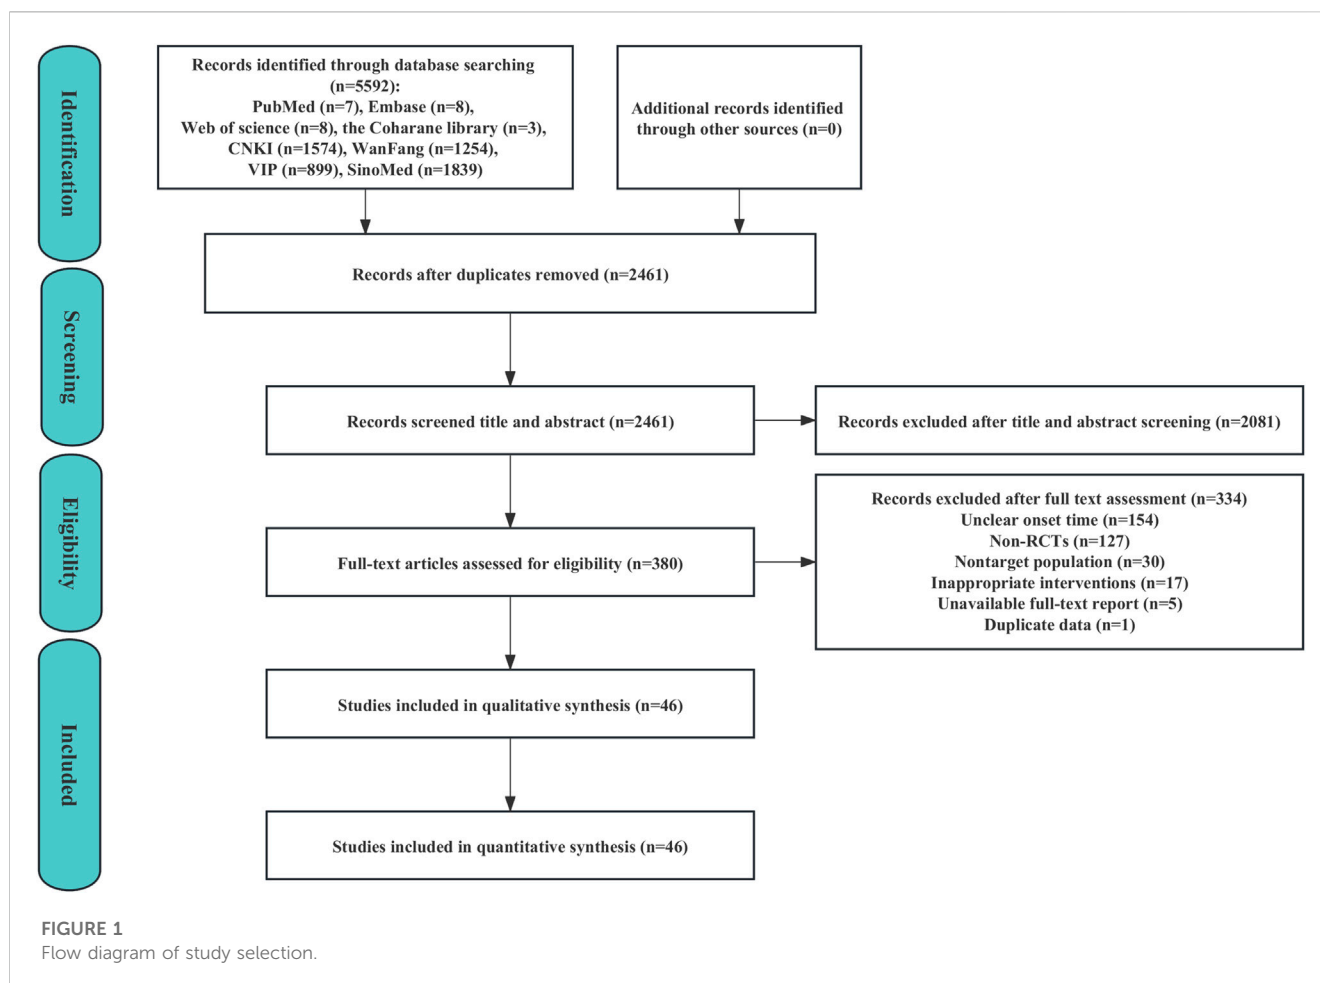 Identification
Records identified through database searching
(n=5592):
PubMed (n=7), Embase (n=8),
Web of science (n=8), the Coharane library (n=3),
CNKI (n=1574), WanFang (n=1254),
VIP (n=899), SinoMed (n=1839)
Additional records identified
through other sources (n=0)
Records after duplicates removed (n=2461)
Screening
Records screened title and abstract (n=2461)
Records excluded after title and abstract screening (n=2081)
Eligibility
Full-text articles assessed for eligibility (n=380)
Records excluded after full text assessment (n=334)
Unclear onset time (n=154)
Non-RCTs (n=127)
Nontarget population (n=30)
Inappropriate interventions (n=17)
Unavailable full-text report (n=5)
Duplicate data (n=1)
Included
Studies included in qualitative synthesis (n=46)
Studies included in quantitative synthesis (n=46)
FIGURE 1
Flow diagram of study selection.